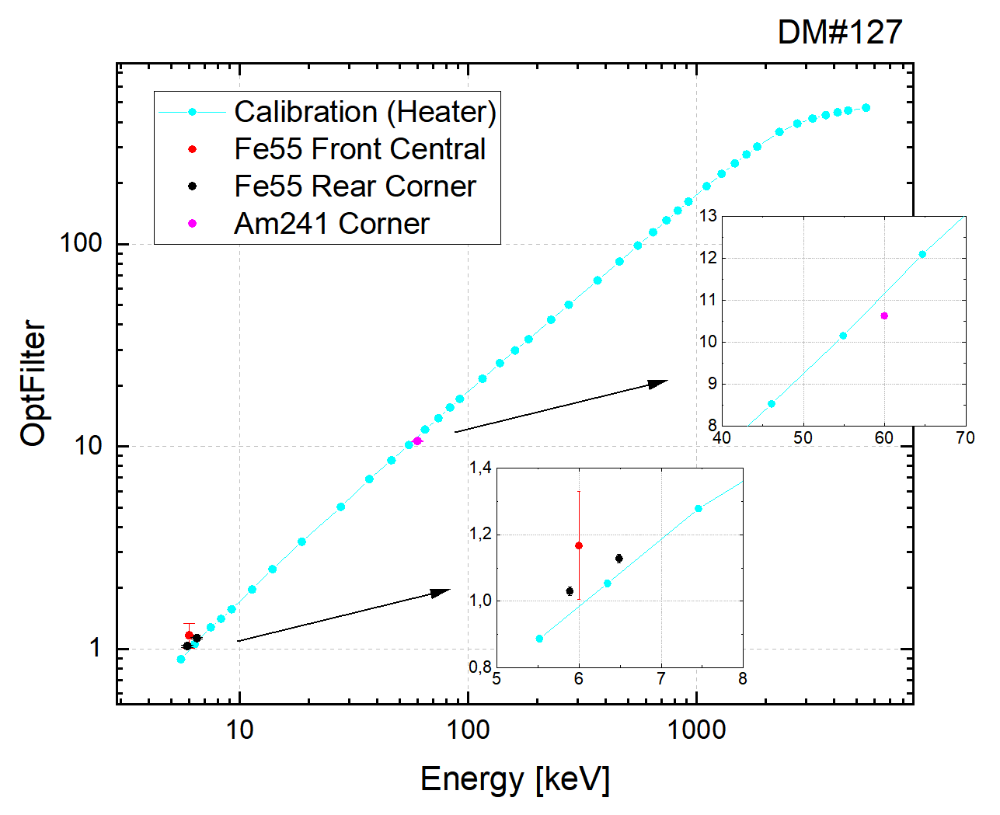 DM#127
Calibration (Heater)
Fe55 Front Central
Fe55 Rear Corner
Am241 Corner
OptFilter
100
10
1
10 100 1000
Energy [keV]
13
12
11
10
9
8
40 50 60 70
1,4
1,2
1,0
0,8
5 6 7 8